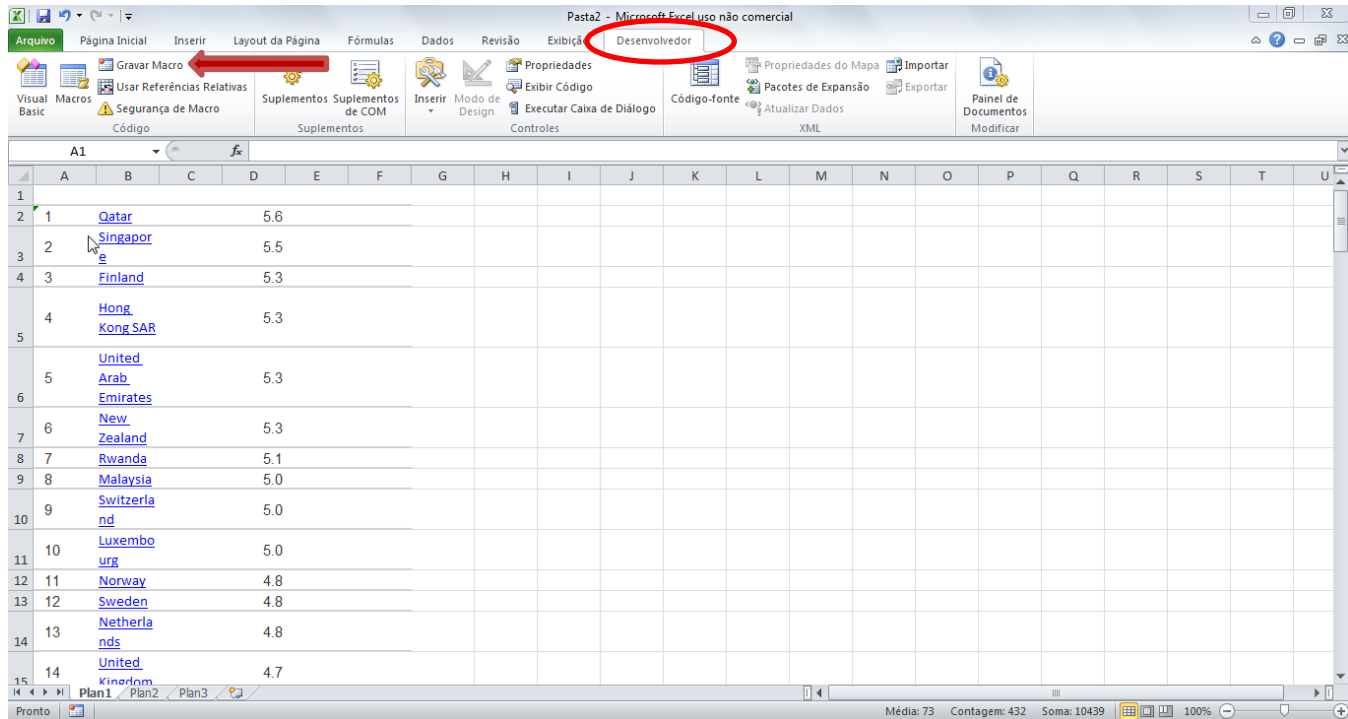 Pasta2 - Microsoft Excel uso não comercial
Arquivo Página Inicial Inserir Layout da Página Fórmulas Dados Revisão Exibição Desenvolvedor
Visual Basic
Macros
Gravar Macro
Usar Referências Relativas
Segurança de Macro
Código
Suplementos
Suplementos de COM
Suplementos
Inserir
Modo de Design
Propriedades
Exibir Código
Executar Caixa de Diálogo
Controles
Código-fonte
Propriedades do Mapa
Pacotes de Expansão
Atualizar Dados
Importar
Exportar
XML
Painel de Documentos
Modificar
A1 fx
A B C D E F G H I J K L M N O P Q R S T U
1
2 1 Qatar 5.6
Singapor
3 2 e 5.5
4 3 Finland 5.3
Hong
5 4 Kong SAR 5.3
United
5 Arab 5.3
6 Emirates
New
7 6 Zealand 5.3
8 7 Rwanda 5.1
9 8 Malaysia 5.0
Switzerla
10 9 nd 5.0
Luxembo
11 10 urg 5.0
12 11 Norway 4.8
13 12 Sweden 4.8
Netherla
14 13 nds 4.8
United
15 14 Kingdom 4.7
Plan1 Plan2 Plan3
Pronto Média: 73 Contagem: 432 Soma: 10439 100%